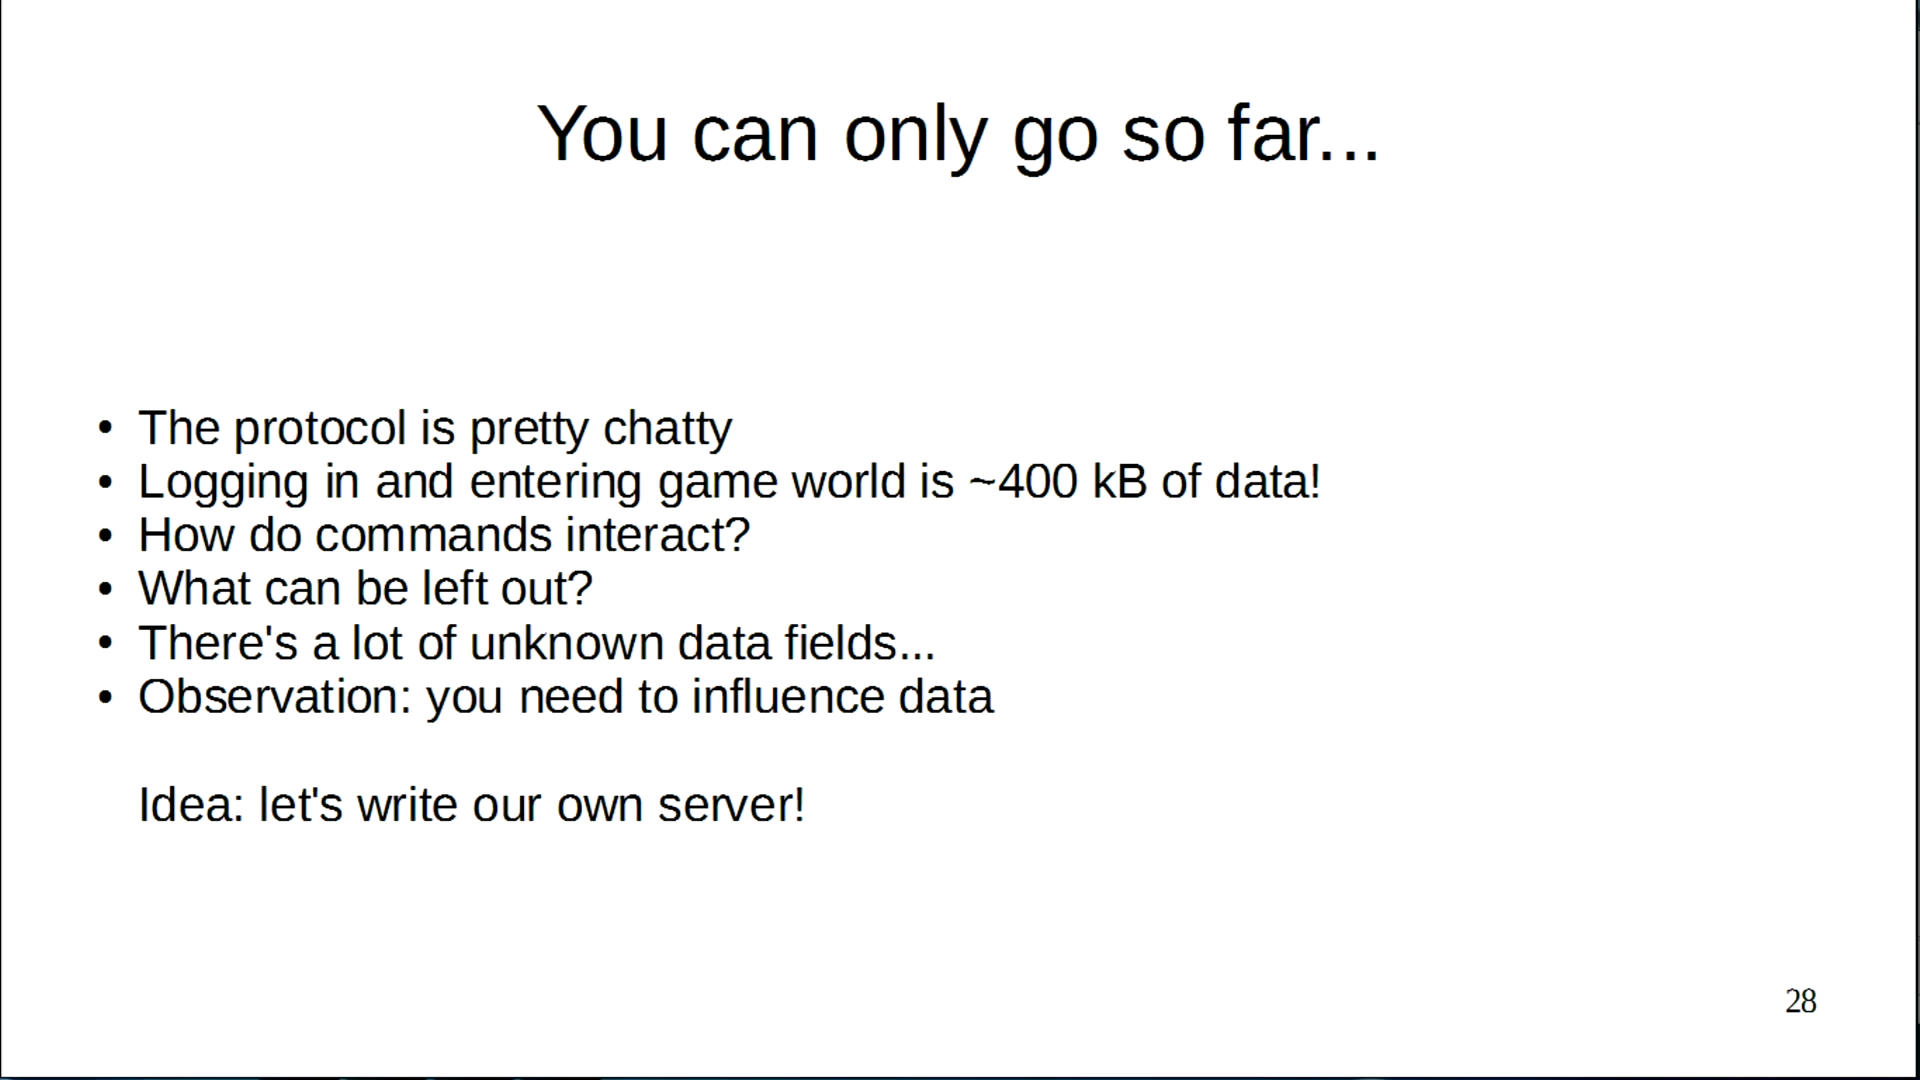 You can only go so far...
• The protocol is pretty chatty
• Logging in and entering game world is ~400 kB of data!
• How do commands interact?
• What can be left out?
• There's a lot of unknown data fields...
• Observation: you need to influence data
Idea: let's write our own server!
28